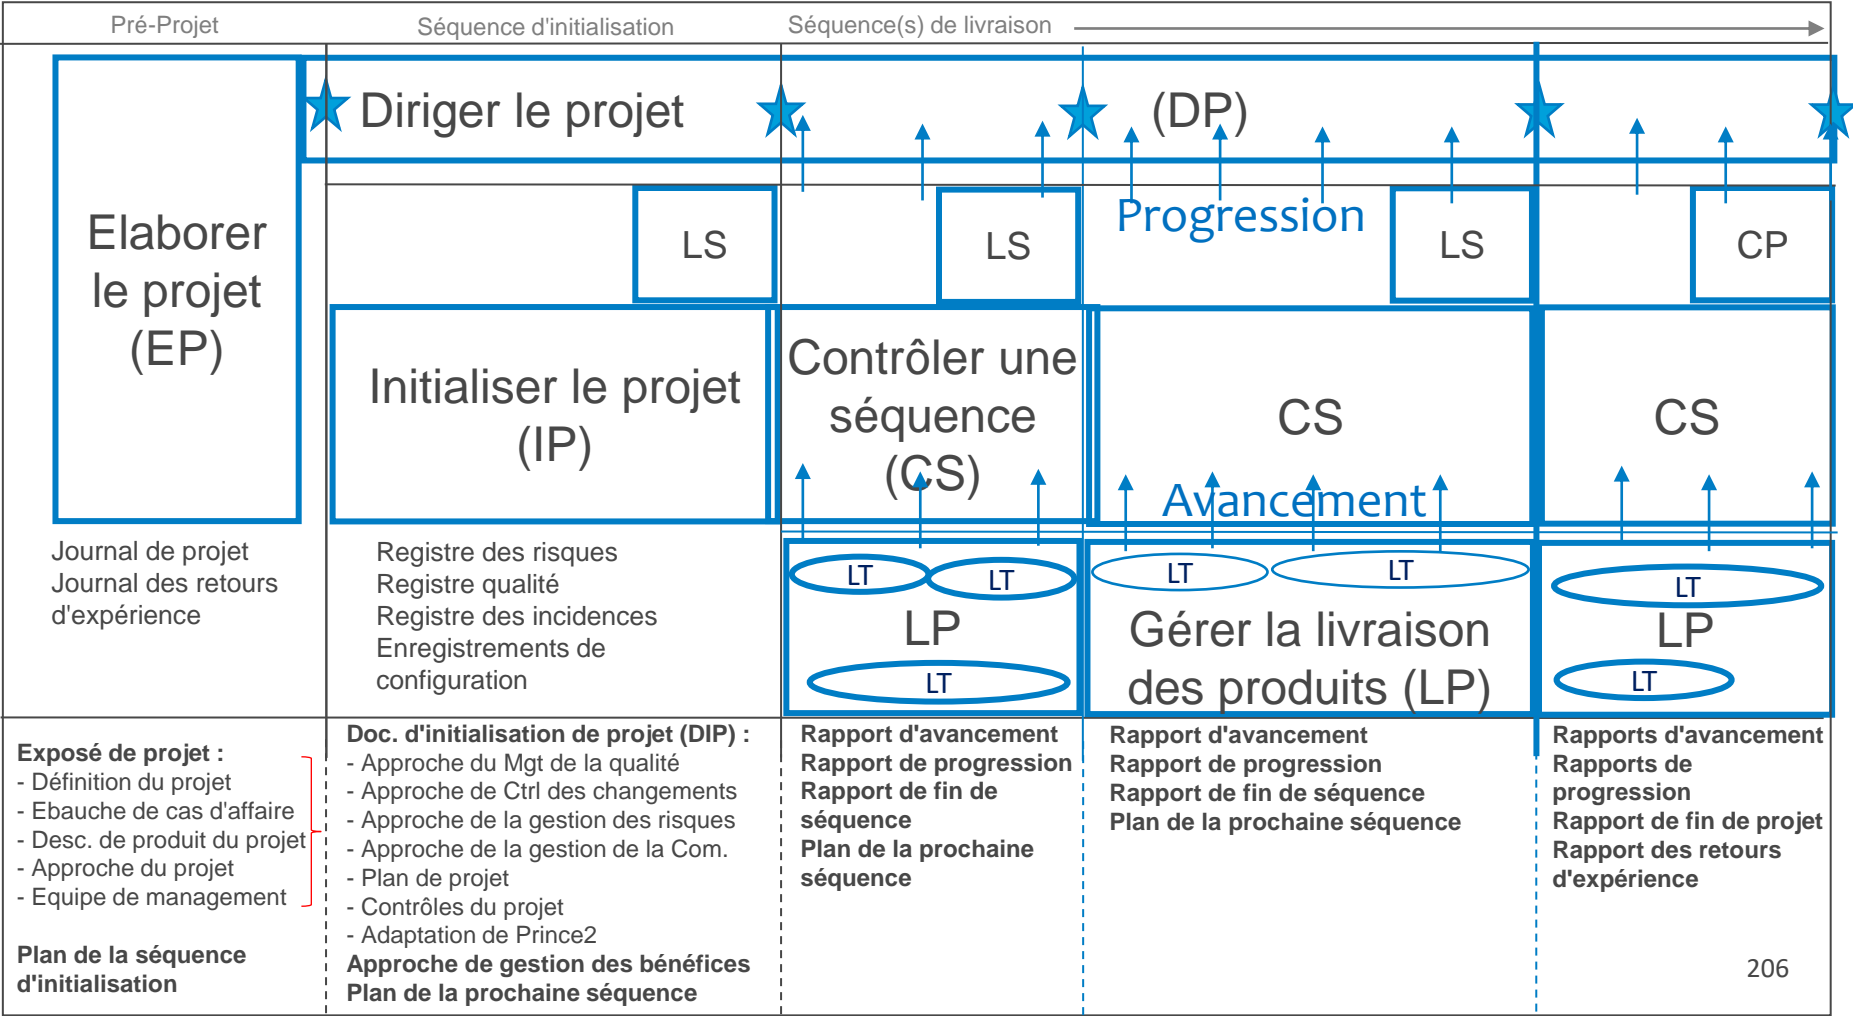 Pré-Projet
Séquence d'initialisation
Séquence(s) de livraison
Diriger le projet
(DP)
Elaborer
le projet
(EP)
LS
LS
Progression
LS
CP
Initialiser le projet
(IP)
Contrôler une
séquence
(CS)
CS
CS
Avancement
Journal de projet
Journal des retours
d'expérience
Registre des risques
Registre qualité
Registre des incidences
Enregistrements de
configuration
LT
LT
LP
LT
LT
LT
Gérer la livraison
des produits (LP)
LT
LP
LT
Exposé de projet :
- Définition du projet
- Ebauche de cas d'affaire
- Desc. de produit du projet
- Approche du projet
- Equipe de management
Plan de la séquence
d'initialisation
Doc. d'initialisation de projet (DIP) :
- Approche du Mgt de la qualité
- Approche de Ctrl des changements
- Approche de la gestion des risques
- Approche de la gestion de la Com.
- Plan de projet
- Contrôles du projet
- Adaptation de Prince2
Approche de gestion des bénéfices
Plan de la prochaine séquence
Rapport d'avancement
Rapport de progression
Rapport de fin de
séquence
Plan de la prochaine
séquence
Rapport d'avancement
Rapport de progression
Rapport de fin de séquence
Plan de la prochaine séquence
Rapports d'avancement
Rapports de
progression
Rapport de fin de projet
Rapport des retours
d'expérience
206